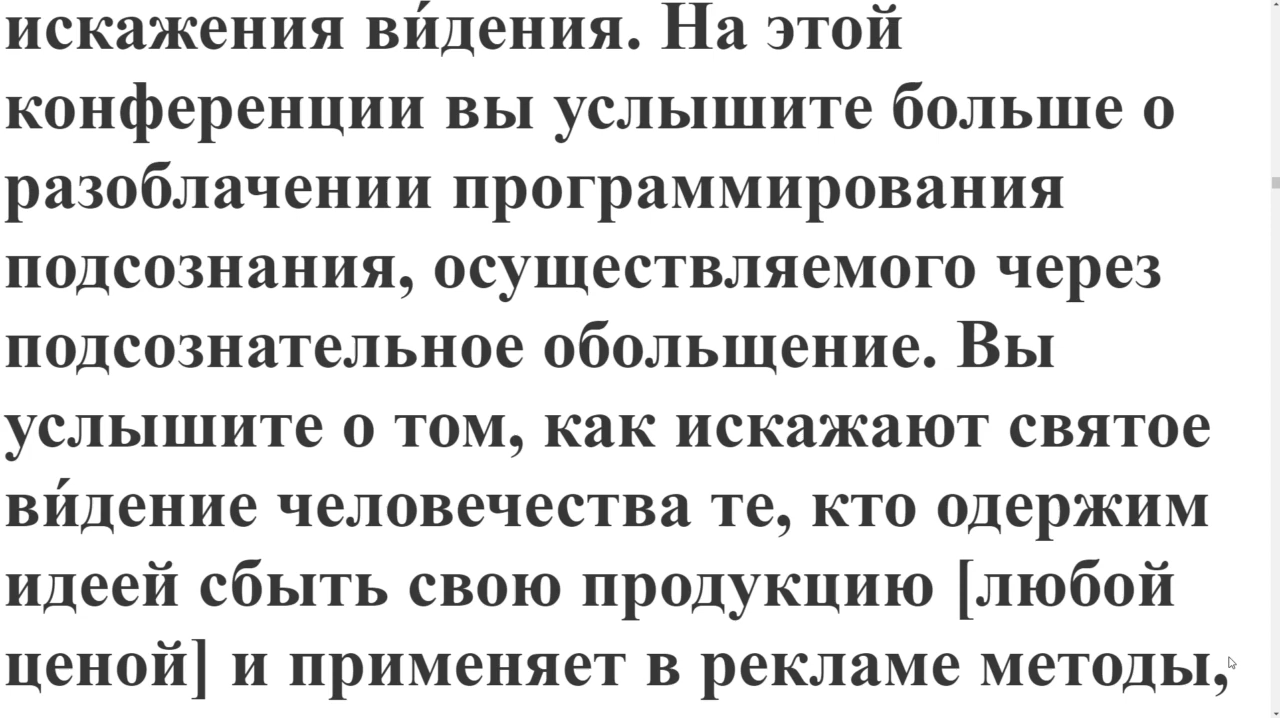 искажения ви́дения. На этой
конференции вы услышите больше о
разоблачении программирования
подсознания, осуществляемого через
подсознательное обольщение. Вы
услышите о том, как искажают святое
ви́дение человечества те, кто одержим
идеей сбыть свою продукцию [любой
ценой] и применяет в рекламе методы,